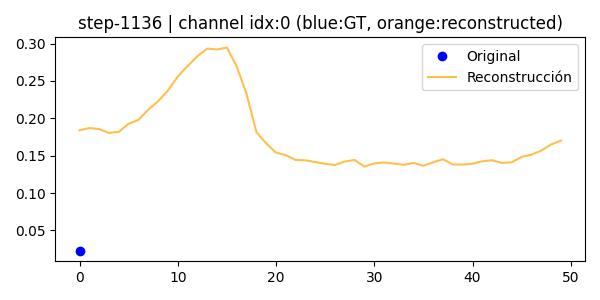 step-1136 | channel idx:0 (blue:GT, orange:reconstructed)
Original
Reconstrucción
0.30
0.25
0.20
0.15
0.10
0.05
0 10 20 30 40 50